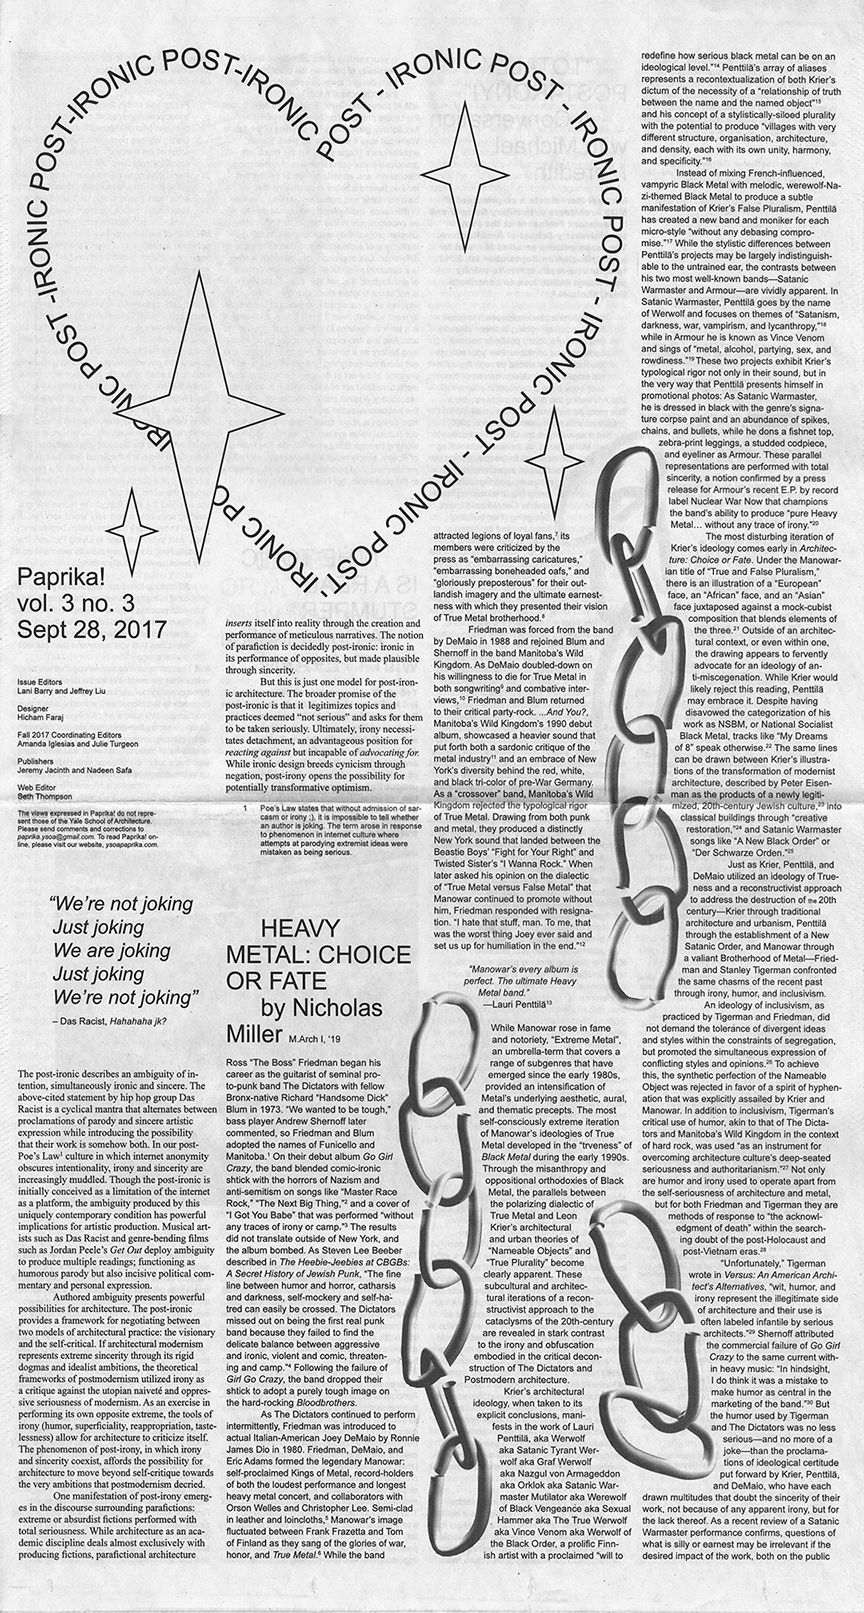 POST-IRONIC POST-IRONIC POST-IRONIC POST-IRONIC POST - IRONIC POST - IRONIC POST - IRONIC POST - IRONIC POST - IRONIC POST - IRONIC PO
Paprika!
vol. 3 no. 3
Sept 28, 2017
Issue Editors
Lani Barry and Jeffrey Liu
Designer
Hicham Faraj
Fall 2017 Coordinating Editors
Amanda Iglesias and Julie Turgeon
Publishers
Jeremy Jacinth and Nadeen Safa
Web Editor
Seth Thompson
The views expressed in Paprika! do not repre-
sent those of the Yale School of Architecture.
Please send comments and corrections to
paprika.ysoa@gmail.com. To read Paprika! on-
line, please visit our website, ysoapaprika.com.
“We’re not joking
Just joking
We are joking
Just joking
We’re not joking”
– Das Racist, Hahahaha jk?
The post-ironic describes an ambiguity of in-
tention, simultaneously ironic and sincere. The
above-cited statement by hip hop group Das
Racist is a cyclical mantra that alternates between
proclamations of parody and sincere artistic
expression while introducing the possibility
that their work is somehow both. In our post-
Poe’s Law¹ culture in which internet anonymity
obscures intentionality, irony and sincerity are
increasingly muddled. Though the post-ironic is
initially conceived as a limitation of the internet
as a platform, the ambiguity produced by this
uniquely contemporary condition has powerful
implications for artistic production. Musical art-
ists such as Das Racist and genre-bending films
such as Jordan Peele’s Get Out deploy ambiguity
to produce multiple readings; functioning as
humorous parody but also incisive political com-
mentary and personal expression.
Authored ambiguity presents powerful
possibilities for architecture. The post-ironic
provides a framework for negotiating between
two models of architectural practice: the visionary
and the self-critical. If architectural modernism
represents extreme sincerity through its rigid
dogmas and idealist ambitions, the theoretical
frameworks of postmodernism utilized irony as
a critique against the utopian naiveté and oppres-
sive seriousness of modernism. As an exercise in
performing its own opposite extreme, the tools of
irony (humor, superficiality, reappropriation, taste-
lessness) allow for architecture to criticize itself.
The phenomenon of post-irony, in which irony
and sincerity coexist, affords the possibility for
architecture to move beyond self-critique towards
the very ambitions that postmodernism decried.
One manifestation of post-irony emerg-
es in the discourse surrounding parafictions:
extreme or absurdist fictions performed with
total seriousness. While architecture as an aca-
demic discipline deals almost exclusively with
producing fictions, parafictional architecture
inserts itself into reality through the creation and
performance of meticulous narratives. The notion
of parafiction is decidedly post-ironic: ironic in
its performance of opposites, but made plausible
through sincerity.
But this is just one model for post-iron-
ic architecture. The broader promise of the
post-ironic is that it legitimizes topics and
practices deemed “not serious” and asks for them
to be taken seriously. Ultimately, irony necessi-
tates detachment, an advantageous position for
reacting against but incapable of advocating for.
While ironic design breeds cynicism through
negation, post-irony opens the possibility for
potentially transformative optimism.
1 Poe’s Law states that without admission of sar-
casm or irony ;), it is impossible to tell whether
an author is joking. The term arose in response
to phenomenon in internet culture where
attempts at parodying extremist ideas were
mistaken as being serious.
HEAVY
METAL: CHOICE
OR FATE
by Nicholas
Miller M.Arch I, ’19
Ross “The Boss” Friedman began his
career as the guitarist of seminal pro-
to-punk band The Dictators with fellow
Bronx-native Richard “Handsome Dick”
Blum in 1973. “We wanted to be tough,”
bass player Andrew Shernoff later
commented, so Friedman and Blum
adopted the names of Funicello and
Manitoba.¹ On their debut album Go Girl
Crazy, the band blended comic-ironic
shtick with the horrors of Nazism and
anti-semitism on songs like “Master Race
Rock,” “The Next Big Thing,”² and a cover of
“I Got You Babe” that was performed “without
any traces of irony or camp.”³ The results
did not translate outside of New York, and
the album bombed. As Steven Lee Beeber
described in The Heebie-Jeebies at CBGBs:
A Secret History of Jewish Punk, “The fine
line between humor and horror, catharsis
and darkness, self-mockery and self-ha-
tred can easily be crossed. The Dictators
missed out on being the first real punk
band because they failed to find the
delicate balance between aggressive
and ironic, violent and comic, threaten-
ing and camp.”⁴ Following the failure of
Girl Go Crazy, the band dropped their
shtick to adopt a purely tough image on
the hard-rocking Bloodbrothers.
As The Dictators continued to perform
intermittently, Friedman was introduced to
actual Italian-American Joey DeMaio by Ronnie
James Dio in 1980. Friedman, DeMaio, and
Eric Adams formed the legendary Manowar:
self-proclaimed Kings of Metal, record-holders
of both the loudest performance and longest
heavy metal concert, and collaborators with
Orson Welles and Christopher Lee. Semi-clad
in leather and loincloths,⁵ Manowar’s image
fluctuated between Frank Frazetta and Tom
of Finland as they sang of the glories of war,
honor, and True Metal.⁶ While the band
attracted legions of loyal fans,⁷ its
members were criticized by the
press as “embarrassing caricatures,”
“embarrassing boneheaded oafs,” and
“gloriously preposterous” for their out-
landish imagery and the ultimate earnest-
ness with which they presented their vision
of True Metal brotherhood.⁸
Friedman was forced from the band
by DeMaio in 1988 and rejoined Blum and
Shernoff in the band Manitoba’s Wild
Kingdom. As DeMaio doubled-down on
his willingness to die for True Metal in
both songwriting⁹ and combative inter-
views,¹⁰ Friedman and Blum returned
to their critical party-rock. ...And You?,
Manitoba’s Wild Kingdom’s 1990 debut
album, showcased a heavier sound that
put forth both a sardonic critique of the
metal industry¹¹ and an embrace of New
York’s diversity behind the red, white,
and black tri-color of pre-War Germany.
As a “crossover” band, Manitoba’s Wild
Kingdom rejected the typological rigor
of True Metal. Drawing from both punk
and metal, they produced a distinctly
New York sound that landed between the
Beastie Boys’ “Fight for Your Right” and
Twisted Sister’s “I Wanna Rock.” When
later asked his opinion on the dialectic
of “True Metal versus False Metal” that
Manowar continued to promote without
him, Friedman responded with resigna-
tion. “I hate that stuff, man. To me, that
was the worst thing Joey ever said and
set us up for humiliation in the end.”¹²
“Manowar’s every album is
perfect. The ultimate Heavy
Metal band.”
—Lauri Penttilä¹³
While Manowar rose in fame
and notoriety, “Extreme Metal”,
an umbrella-term that covers a
range of subgenres that have
emerged since the early 1980s,
provided an intensification of
Metal’s underlying aesthetic, aural,
and thematic precepts. The most
self-consciously extreme iteration
of Manowar’s ideologies of True
Metal developed in the “trveness” of
Black Metal during the early 1990s.
Through the misanthropy and
oppositional orthodoxies of Black
Metal, the parallels between
the polarizing dialectic of
True Metal and Leon
Krier’s architectural
and urban theories of
“Nameable Objects” and
“True Plurality” become
clearly apparent. These
subcultural and architec-
tural iterations of a recon-
structivist approach to the
cataclysms of the 20th-century
are revealed in stark contrast
to the irony and obfuscation
embodied in the critical decon-
struction of The Dictators and
Postmodern architecture.
Krier’s architectural
ideology, when taken to its
explicit conclusions, mani-
fests in the work of Lauri
Penttilä, aka Werwolf
aka Satanic Tyrant Wer-
wolf aka Graf Werwolf
aka Nazgul von Armageddon
aka Orklok aka Satanic War-
master Mutilator aka Werewolf
of Black Vengeance aka Sexual
Hammer aka The True Werwolf
aka Vince Venom aka Werwolf of
the Black Order, a prolific Finn-
ish artist with a proclaimed “will to
redefine how serious black metal can be on an
ideological level.”¹⁴ Penttilä’s array of aliases
represents a recontextualization of both Krier’s
dictum of the necessity of a “relationship of truth
between the name and the named object”¹⁵
and his concept of a stylistically-siloed plurality
with the potential to produce “villages with very
different structure, organisation, architecture,
and density, each with its own unity, harmony,
and specificity.”¹⁶
Instead of mixing French-influenced,
vampyric Black Metal with melodic, werewolf-Na-
zi-themed Black Metal to produce a subtle
manifestation of Krier’s False Pluralism, Penttilä
has created a new band and moniker for each
micro-style “without any debasing compro-
mise.”¹⁷ While the stylistic differences between
Penttilä’s projects may be largely indistinguish-
able to the untrained ear, the contrasts between
his two most well-known bands—Satanic
Warmaster and Armour—are vividly apparent. In
Satanic Warmaster, Penttilä goes by the name
of Werwolf and focuses on themes of “Satanism,
darkness, war, vampirism, and lycanthropy,”¹⁸
while in Armour he is known as Vince Venom
and sings of “metal, alcohol, partying, sex, and
rowdiness.”¹⁹ These two projects exhibit Krier’s
typological rigor not only in their sound, but in
the very way that Penttilä presents himself in
promotional photos: As Satanic Warmaster,
he is dressed in black with the genre’s signa-
ture corpse paint and an abundance of spikes,
chains, and bullets, while he dons a fishnet top,
zebra-print leggings, a studded codpiece,
and eyeliner as Armour. These parallel
representations are performed with total
sincerity, a notion confirmed by a press
release for Armour’s recent E.P. by record
label Nuclear War Now that champions
the band’s ability to produce “pure Heavy
Metal… without any trace of irony.”²⁰
The most disturbing iteration of
Krier’s ideology comes early in Architec-
ture: Choice or Fate. Under the Manowar-
ian title of “True and False Pluralism,”
there is an illustration of a “European”
face, an “African” face, and an “Asian”
face juxtaposed against a mock-cubist
composition that blends elements of
the three.²¹ Outside of an architec-
tural context, or even within one,
the drawing appears to fervently
advocate for an ideology of an-
ti-miscegenation. While Krier would
likely reject this reading, Penttilä
may embrace it. Despite having
disavowed the categorization of his
work as NSBM, or National Socialist
Black Metal, tracks like “My Dreams
of 8” speak otherwise.²² The same lines
can be drawn between Krier’s illustra-
tions of the transformation of modernist
architecture, described by Peter Eisen-
man as the products of a newly legiti-
mized, 20th-century Jewish culture,²³ into
classical buildings through “creative
restoration,”²⁴ and Satanic Warmaster
songs like “A New Black Order” or
“Der Schwarze Orden.”²⁵
Just as Krier, Penttilä, and
DeMaio utilized an ideology of True-
ness and a reconstructivist approach
to address the destruction of the 20th
century—Krier through traditional
architecture and urbanism, Penttilä
through the establishment of a New
Satanic Order, and Manowar through
a valiant Brotherhood of Metal—Fried-
man and Stanley Tigerman confronted
the same chasms of the recent past
through irony, humor, and inclusivism.
An ideology of inclusivism, as
practiced by Tigerman and Friedman, did
not demand the tolerance of divergent ideas
and styles within the constraints of segregation,
but promoted the simultaneous expression of
conflicting styles and opinions.²⁶ To achieve
this, the synthetic perfection of the Nameable
Object was rejected in favor of a spirit of hyphen-
ation that was explicitly assailed by Krier and
Manowar. In addition to inclusivism, Tigerman’s
critical use of humor, akin to that of The Dicta-
tors and Manitoba’s Wild Kingdom in the context
of hard rock, was used “as an instrument for
overcoming architecture culture’s deep-seated
seriousness and authoritarianism.”²⁷ Not only
are humor and irony used to operate apart from
the self-seriousness of architecture and metal,
but for both Friedman and Tigerman they are
methods of response to “the acknowl-
edgment of death” within the search-
ing doubt of the post-Holocaust and
post-Vietnam eras.²⁸
“Unfortunately,” Tigerman
wrote in Versus: An American Archi-
tect’s Alternatives, “wit, humor, and
irony represent the illegitimate side
of architecture and their use is
often labeled infantile by serious
architects.”²⁹ Shernoff attributed
the commercial failure of Go Girl
Crazy to the same current with-
in heavy music: “In hindsight,
I do think it was a mistake to
make humor as central in the
marketing of the band.”³⁰ But
the humor used by Tigerman
and The Dictators was no less
serious—and no more of a
joke—than the proclama-
tions of ideological certitude
put forward by Krier, Penttilä,
and DeMaio, who have each
drawn multitudes that doubt the sincerity of their
work, not because of any apparent irony, but for
the lack thereof. As a recent review of a Satanic
Warmaster performance confirms, questions of
what is silly or earnest may be irrelevant if the
desired impact of the work, both on the public